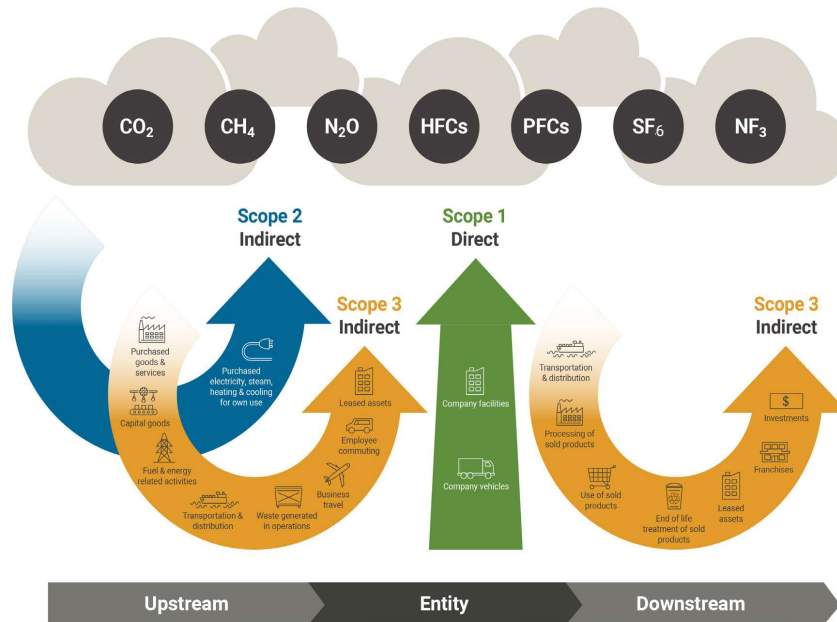 CO₂ CH₄ N₂O HFCs PFCs SF₆ NF₃
Scope 2
Indirect
Scope 1
Direct
Scope 3
Indirect
Scope 3
Indirect
Purchased
goods &
services
Capital goods
Fuel & energy
related activities
Transportation &
distribution
Waste generated
in operations
Business
travel
Employee
commuting
Leased assets
Purchased
electricity, steam,
heating & cooling
for own use
Company facilities
Company vehicles
Transportation
& distribution
Processing of
sold products
Use of sold
products
End of life
treatment of sold
products
Leased
assets
Franchises
$
Investments
Upstream Entity Downstream